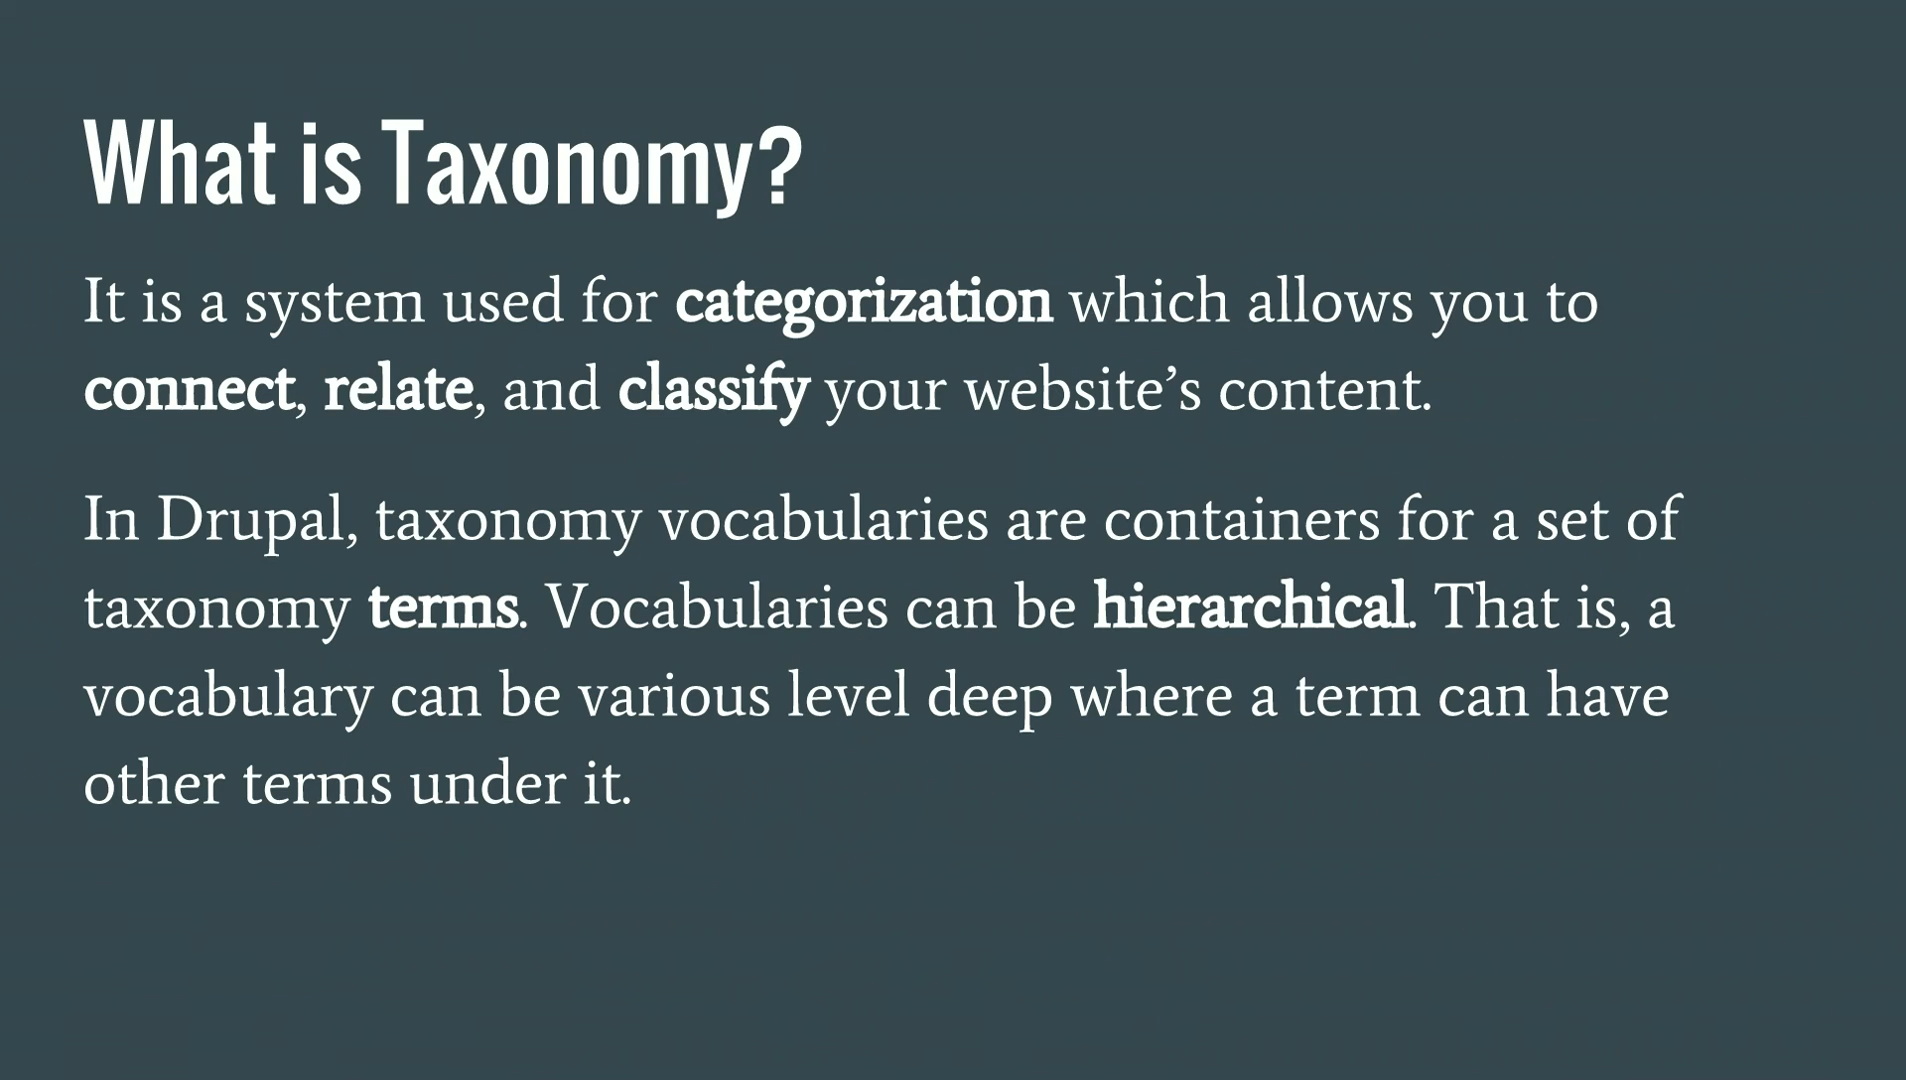 What is Taxonomy?
It is a system used for categorization which allows you to
connect, relate, and classify your website’s content.
In Drupal, taxonomy vocabularies are containers for a set of
taxonomy terms. Vocabularies can be hierarchical. That is, a
vocabulary can be various level deep where a term can have
other terms under it.